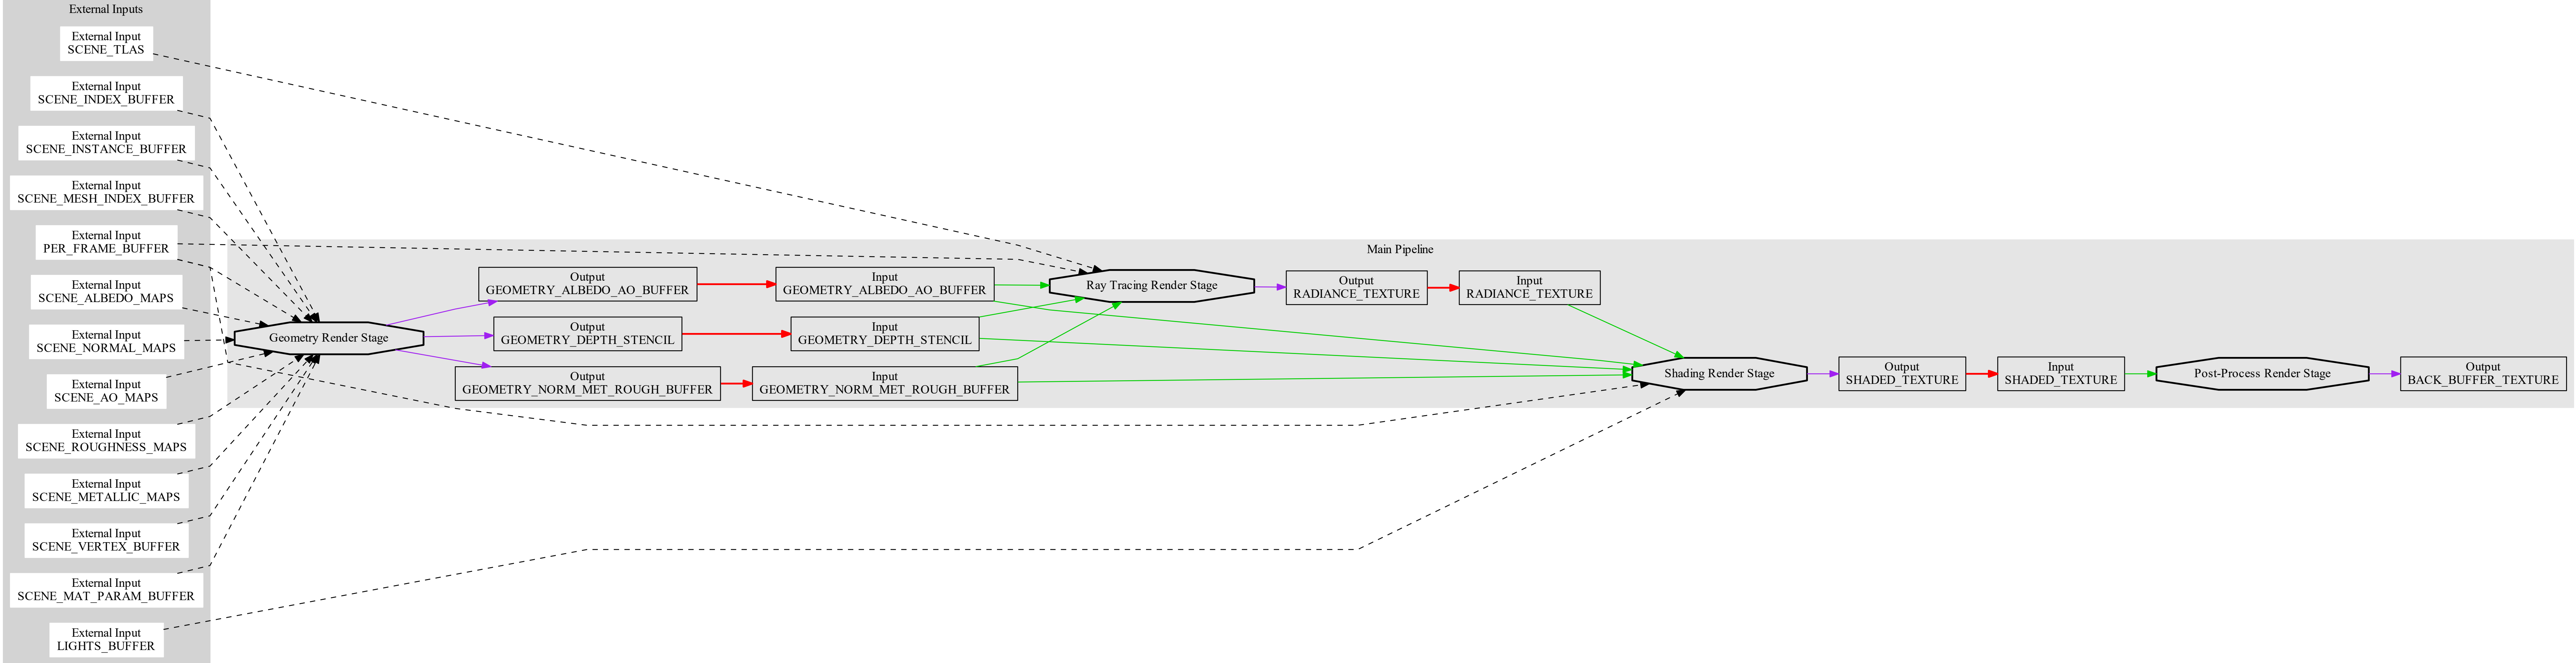 External Inputs
External Input
SCENE_TLAS
External Input
SCENE_INDEX_BUFFER
External Input
SCENE_INSTANCE_BUFFER
External Input
SCENE_MESH_INDEX_BUFFER
External Input
PER_FRAME_BUFFER
External Input
SCENE_ALBEDO_MAPS
External Input
SCENE_NORMAL_MAPS
External Input
SCENE_AO_MAPS
External Input
SCENE_ROUGHNESS_MAPS
External Input
SCENE_METALLIC_MAPS
External Input
SCENE_VERTEX_BUFFER
External Input
SCENE_MAT_PARAM_BUFFER
External Input
LIGHTS_BUFFER
Main Pipeline
Geometry Render Stage
Output
GEOMETRY_ALBEDO_AO_BUFFER
Output
GEOMETRY_DEPTH_STENCIL
Output
GEOMETRY_NORM_MET_ROUGH_BUFFER
Input
GEOMETRY_ALBEDO_AO_BUFFER
Input
GEOMETRY_DEPTH_STENCIL
Input
GEOMETRY_NORM_MET_ROUGH_BUFFER
Ray Tracing Render Stage
Output
RADIANCE_TEXTURE
Input
RADIANCE_TEXTURE
Shading Render Stage
Output
SHADED_TEXTURE
Input
SHADED_TEXTURE
Post-Process Render Stage
Output
BACK_BUFFER_TEXTURE